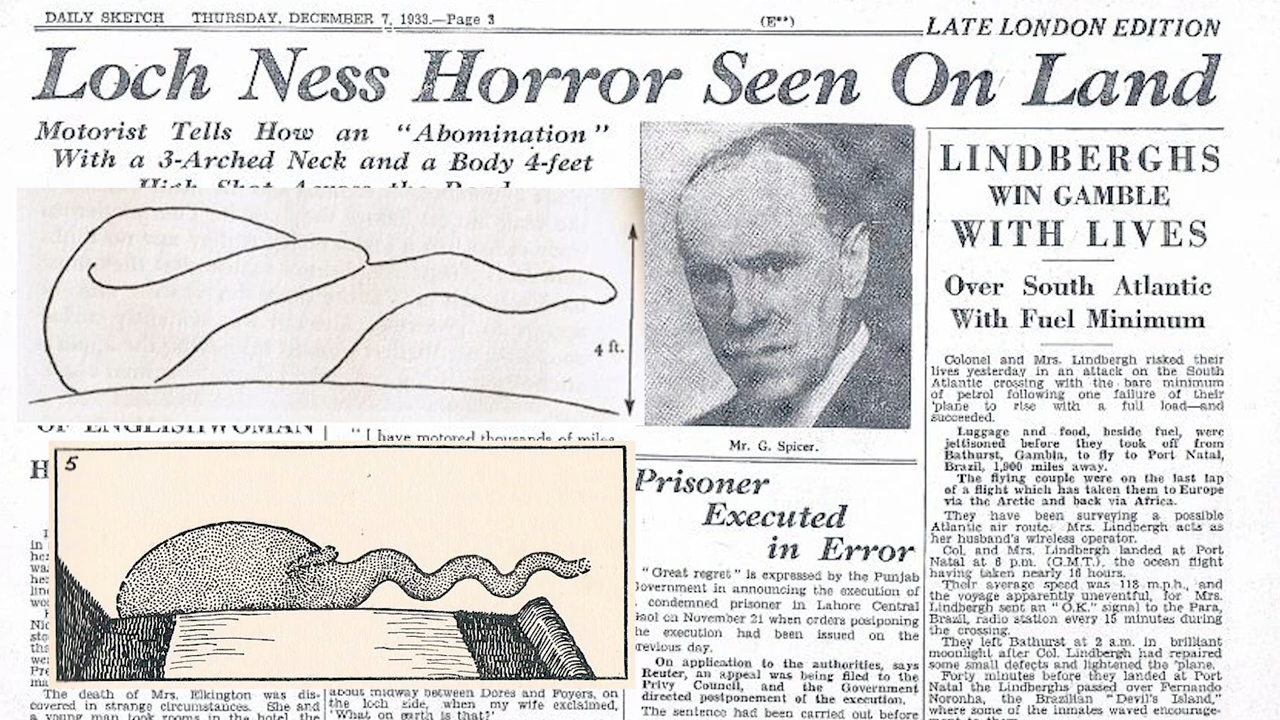 DAILY SKETCH THURSDAY, DECEMBER 7, 1933.—Page 3 (E**)
LATE LONDON EDITION
Loch Ness Horror Seen On Land
Motorist Tells How an "Abomination"
With a 3-Arched Neck and a Body 4-feet
High Shot Across the Road
4 ft.
OF ENGLISHWOMAN
"I have motored thousands of miles
5
The death of Mrs. Elkington was dis-
covered in strange circumstances. She and
a young man took rooms in the hotel, the
about midway between Dores and Foyers, on
the loch side, when my wife exclaimed,
'What on earth is that?'
Mr. G. Spicer.
Prisoner
Executed
in Error
"Great regret" is expressed by the Punjab
Government in announcing the execution of
condemned prisoner in Lahore Central
Gaol on November 21 when orders postponing
the execution had been issued on the
previous day.
On application to the authorities, says
Reuter, an appeal was being filed to the
Privy Council, and the Government
directed postponement of the execution.
The sentence had been carried out before
LINDBERGHS
WIN GAMBLE
WITH LIVES
Over South Atlantic
With Fuel Minimum
Colonel and Mrs. Lindbergh risked their
lives yesterday in an attack on the South
Atlantic crossing with the bare minimum
of petrol following one failure of their
'plane to rise with a full load—and
succeeded.
Luggage and food, beside fuel, were
jettisoned before they took off from
Bathurst, Gambia, to fly to Port Natal,
Brazil, 1,900 miles away.
The flying couple were on the last lap
of a flight which has taken them to Europe
via the Arctic and back via Africa.
They have been surveying a possible
Atlantic air route. Mrs. Lindbergh acts as
her husband's wireless operator.
Col. and Mrs. Lindbergh landed at Port
Natal at 6 p.m. (G.M.T.), the ocean flight
having taken nearly 16 hours.
Their average speed was 118 m.p.h., and
the voyage apparently uneventful, for Mrs.
Lindbergh sent an "O.K." signal to the Para,
Brazil, radio station every 15 minutes during
the crossing.
They left Bathurst at 2 a.m. in brilliant
moonlight after Col. Lindbergh had repaired
some small defects and lightened the 'plane.
Forty minutes before they landed at Port
Natal the Lindberghs passed over Fernando
Noronha, the Brazilian "Devil's Island,"
where some of the inmates waved encourage-
ment to them.